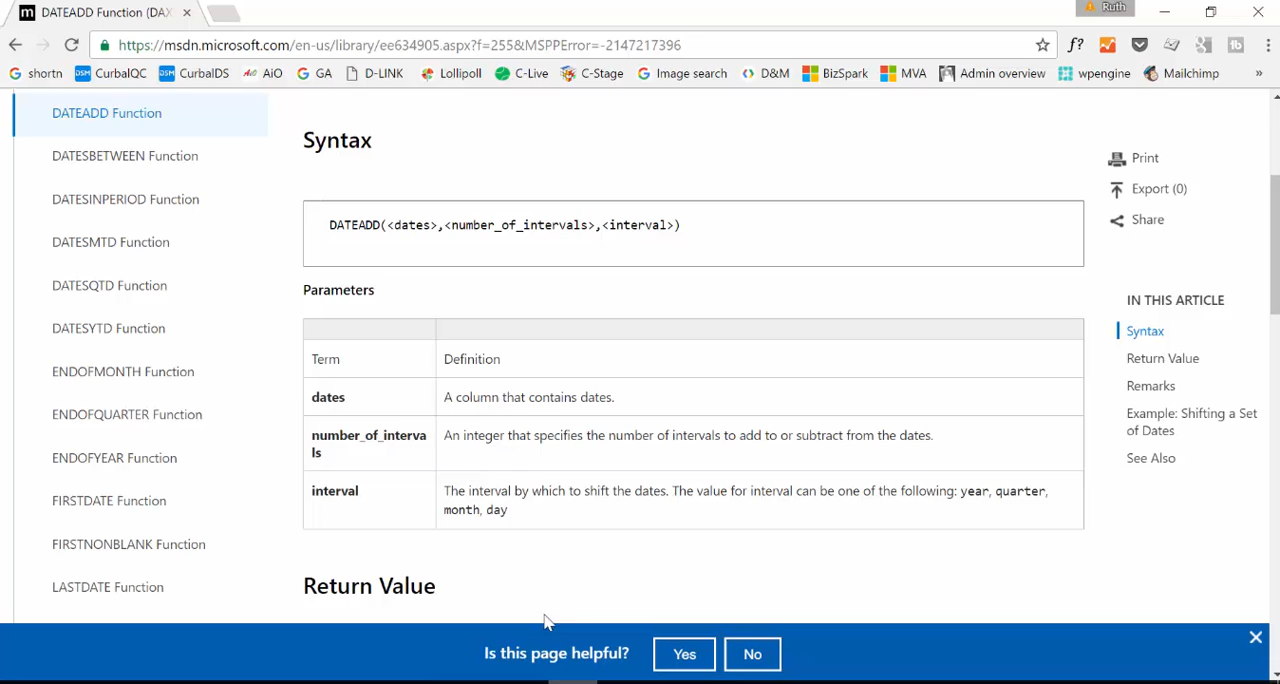 DATEADD Function (DAX
Ruth
https://msdn.microsoft.com/en-us/library/ee634905.aspx?f=255&MSPPError=-2147217396
f?
shortn
DSM CurbalQC
DSM CurbalDS
AiO AiO
GA
L-LINK
Lollipoll
C-Live
C-Stage
Image search
D&M
BizSpark
MVA
Admin overview
wpengine
Mailchimp
»
DATEADD Function
DATESBETWEEN Function
DATESINPERIOD Function
DATESMTD Function
DATESQTD Function
DATESYTD Function
ENDOFMONTH Function
ENDOFQUARTER Function
ENDOFYEAR Function
FIRSTDATE Function
FIRSTNONBLANK Function
LASTDATE Function
Syntax
DATEADD(<dates>,<number_of_intervals>,<interval>)
Parameters
Term
Definition
dates
A column that contains dates.
number_of_interva
ls
An integer that specifies the number of intervals to add to or subtract from the dates.
interval
The interval by which to shift the dates. The value for interval can be one of the following: year, quarter,
month, day
Return Value
Print
Export (0)
Share
IN THIS ARTICLE
Syntax
Return Value
Remarks
Example: Shifting a Set
of Dates
See Also
Is this page helpful?
Yes
No